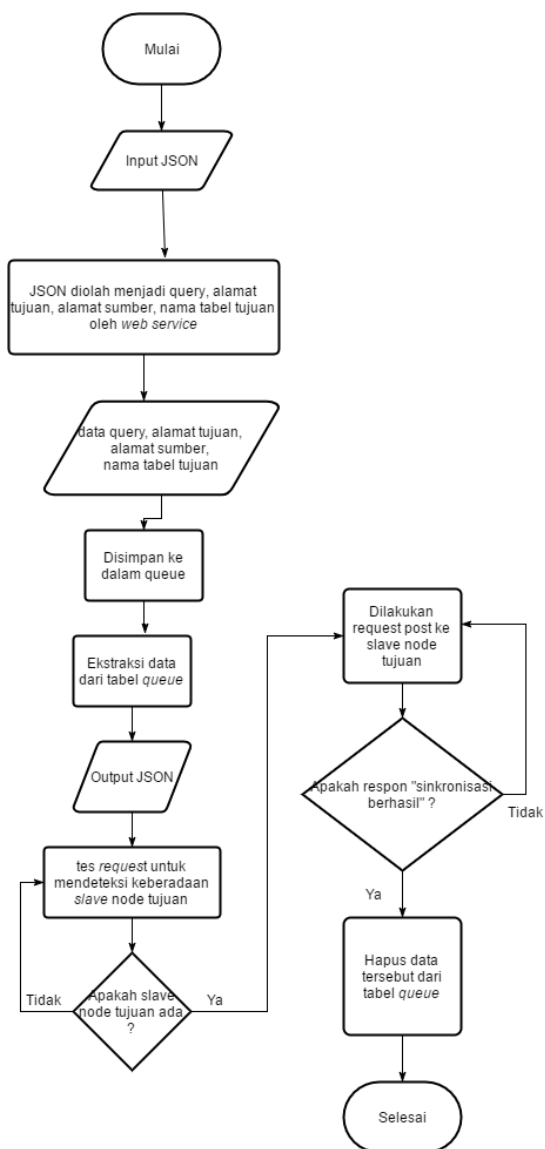 Mulai
Input JSON
JSON diolah menjadi query, alamat
tujuan, alamat sumber, nama tabel tujuan
oleh web service
data query, alamat tujuan,
alamat sumber,
nama tabel tujuan
Disimpan ke
dalam queue
Ekstraksi data
dari tabel queue
Output JSON
tes request untuk
mendeteksi keberadaan
slave node tujuan
Apakah slave
node tujuan ada
?
Tidak
Ya
Dilakukan
request post ke
slave node
tujuan
Apakah respon "sinkronisasi
berhasil" ?
Tidak
Ya
Hapus data
tersebut dari
tabel queue
Selesai